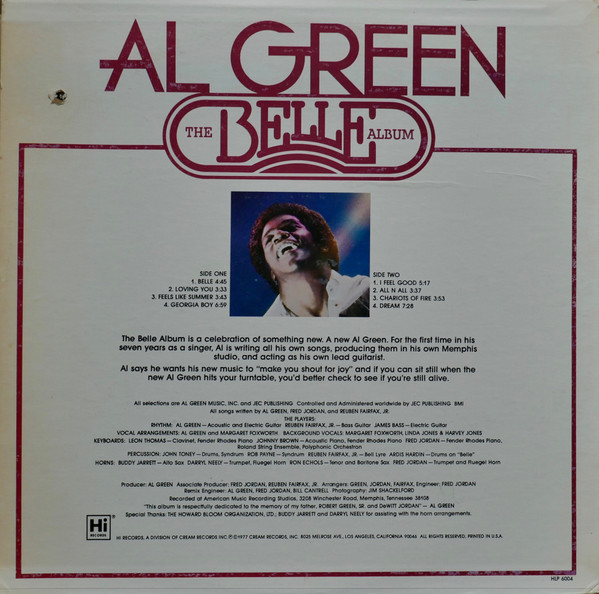 AL GREEN
THE BELLE ALBUM
SIDE ONE
1. BELLE 4:45
2. LOVING YOU 3:33
3. FEELS LIKE SUMMER 3:43
4. GEORGIA BOY 6:59
SIDE TWO
1. I FEEL GOOD 5:17
2. ALL N ALL 3:37
3. CHARIOTS OF FIRE 3:53
4. DREAM 7:28
The Belle Album is a celebration of something new. A new Al Green. For the first time in his
seven years as a singer, Al is writing all his own songs, producing them in his own Memphis
studio, and acting as his own lead guitarist.
Al says he wants his new music to "make you shout for joy" and if you can sit still when the
new Al Green hits your turntable, you'd better check to see if you're still alive.
All selections are AL GREEN MUSIC, INC. and JEC PUBLISHING Controlled and Administered worldwide by JEC PUBLISHING BMI
All songs written by AL GREEN, FRED JORDAN, and REUBEN FAIRFAX, JR.
THE PLAYERS:
RHYTHM: AL GREEN—Acoustic and Electric Guitar REUBEN FAIRFAX, JR.—Bass Guitar JAMES BASS—Electric Guitar
VOCAL ARRANGEMENTS: AL GREEN and MARGARET FOXWORTH BACKGROUND VOCALS: MARGARET FOXWORTH, LINDA JONES & HARVEY JONES
KEYBOARDS: LEON THOMAS—Clavinet, Fender Rhodes Piano JOHNNY BROWN—Acoustic Piano, Fender Rhodes Piano FRED JORDAN—Fender Rhodes Piano,
Roland String Ensemble, Polyphonic Orchestron
PERCUSSION: JOHN TONEY—Drums, Syndrum ROB PAYNE—Syndrum REUBEN FAIRFAX, JR.—Bell Lyre ARDIS HARDIN—Drums on "Belle"
HORNS: BUDDY JARRETT—Alto Sax DARRYL NEELY—Trumpet, Fluegel Horn RON ECHOLS—Tenor and Baritone Sax FRED JORDAN—Trumpet and Fluegel Horn
Producer: AL GREEN Associate Producer: FRED JORDAN, REUBEN FAIRFAX, JR. Arrangers: GREEN, JORDAN, FAIRFAX, Engineer: FRED JORDAN
Remix Engineer: AL GREEN, FRED JORDAN, BILL CANTRELL Photography: JIM SHACKELFORD
Recorded at American Music Recording Studios, 3208 Winchester Road, Memphis, Tennessee 38108
"This album is respectfully dedicated to the memory of my father, ROBERT GREEN, SR. and DeWITT JORDAN"—AL GREEN
Special Thanks: THE HOWARD BLOOM ORGANIZATION, LTD.; BUDDY JARRETT and DARRYL NEELY for assisting with the horn arrangements.
Hi
RECORDS
®
HI RECORDS, A DIVISION OF CREAM RECORDS INC. ℗ ©1977 CREAM RECORDS, INC. 8025 MELROSE AVE., LOS ANGELES, CALIFORNIA 90046 ALL RIGHTS RESERVED, PRINTED IN U.S.A.
HLP 6004